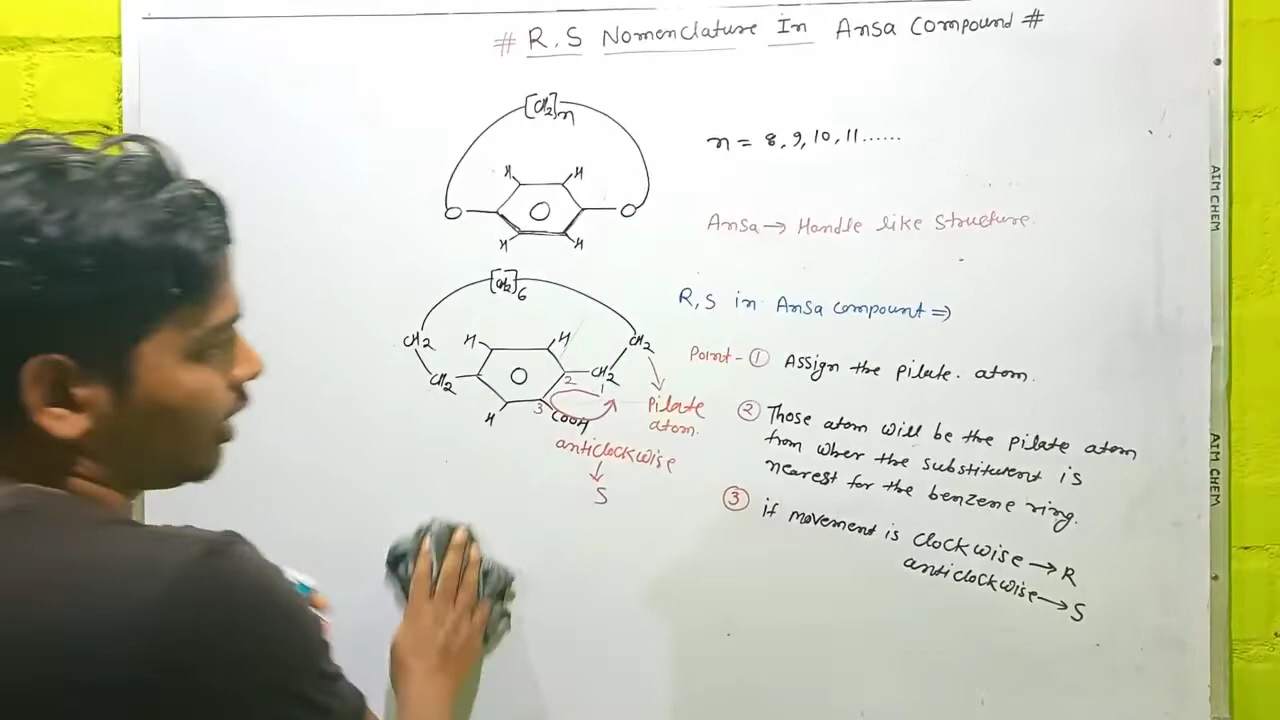 # R.S Nomenclature In Ansa Compound #
[CH2]n
H H
O O
H H
n = 8, 9, 10, 11......
Ansa → Handle like structure.
[CH2]6
CH2 H H CH2
CH2 2 CH2
1
H 3 COOH
Pilate
atom.
anticlockwise
↓
S
R,S in Ansa compount ⇒
Point - ① Assign the pilate. atom.
② Those atom will be the pilate atom
from wher the substituent is
nearest for the benzene ring.
③ if movement is clockwise → R
anticlockwise → S
AIM CHEM
AIM CHEM